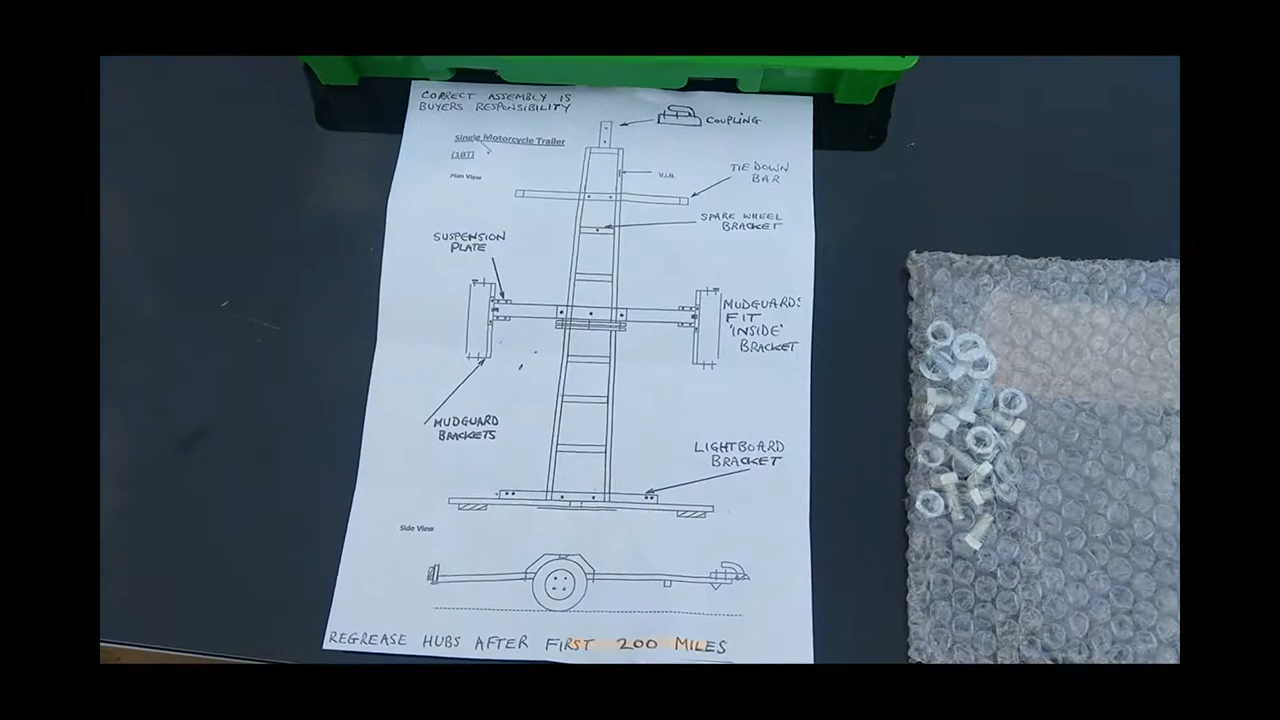 CORRECT ASSEMBLY IS
BUYERS RESPONSIBILITY
COUPLING
Single Motorcycle Trailer
(1BT)
Plan View
V.I.N.
TIE DOWN
BAR
SPARE WHEEL
BRACKET
SUSPENSION
PLATE
MUDGUARDS
FIT
'INSIDE'
BRACKET
MUDGUARD
BRACKETS
LIGHTBOARD
BRACKET
Side View
REGREASE HUBS AFTER FIRST 200 MILES